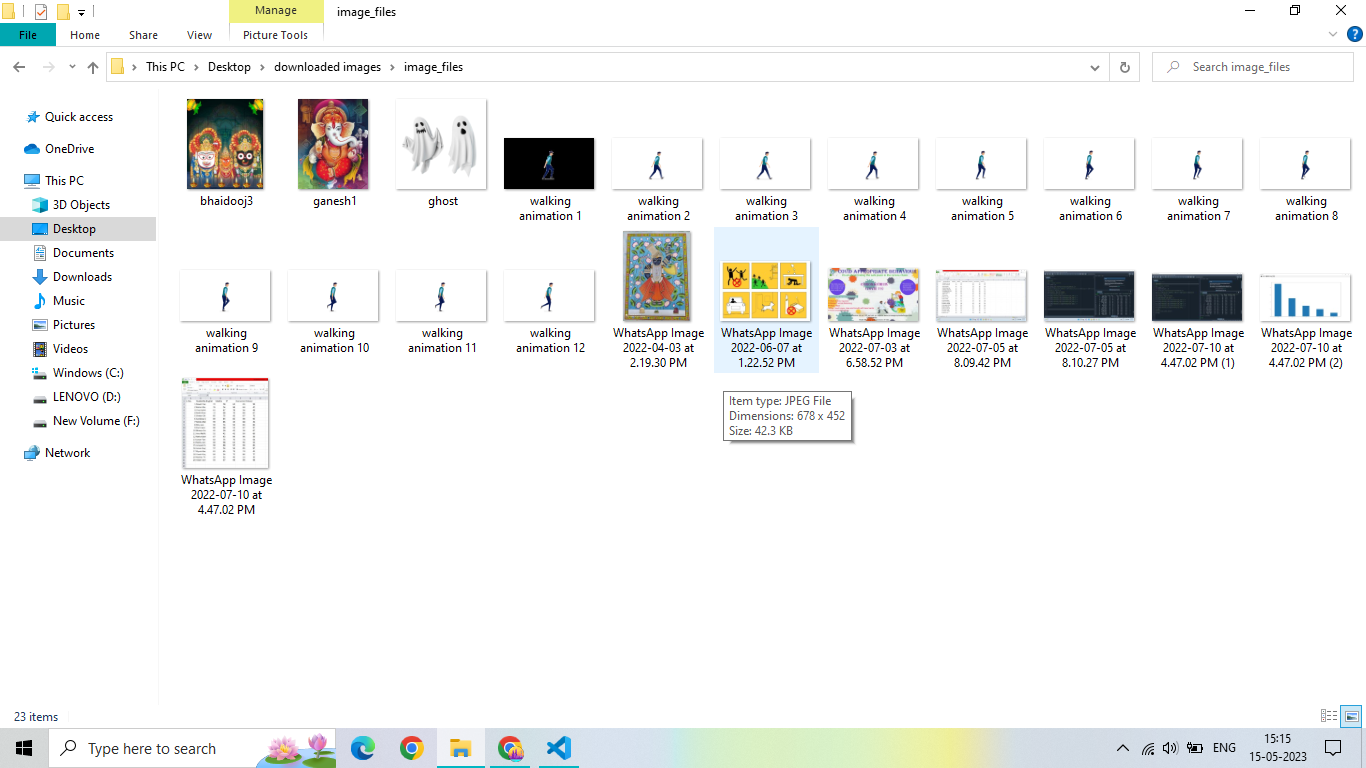 Manage
image_files
File
Home
Share
View
Picture Tools
This PC
Desktop
downloaded images
image_files
Search image_files
Quick access
OneDrive
This PC
3D Objects
Desktop
Documents
Downloads
Music
Pictures
Videos
Windows (C:)
LENOVO (D:)
New Volume (F:)
Network
bhaidooj3
ganesh1
ghost
walking
animation 1
walking
animation 2
walking
animation 3
walking
animation 4
walking
animation 5
walking
animation 6
walking
animation 7
walking
animation 8
walking
animation 9
walking
animation 10
walking
animation 11
walking
animation 12
WhatsApp Image
2022-04-03 at
2.19.30 PM
WhatsApp Image
2022-06-07 at
1.22.52 PM
WhatsApp Image
2022-07-03 at
6.58.52 PM
WhatsApp Image
2022-07-05 at
8.09.42 PM
WhatsApp Image
2022-07-05 at
8.10.27 PM
WhatsApp Image
2022-07-10 at
4.47.02 PM (1)
WhatsApp Image
2022-07-10 at
4.47.02 PM (2)
Item type: JPEG File
Dimensions: 678 x 452
Size: 42.3 KB
WhatsApp Image
2022-07-10 at
4.47.02 PM
23 items
Type here to search
ENG
15:15
15-05-2023